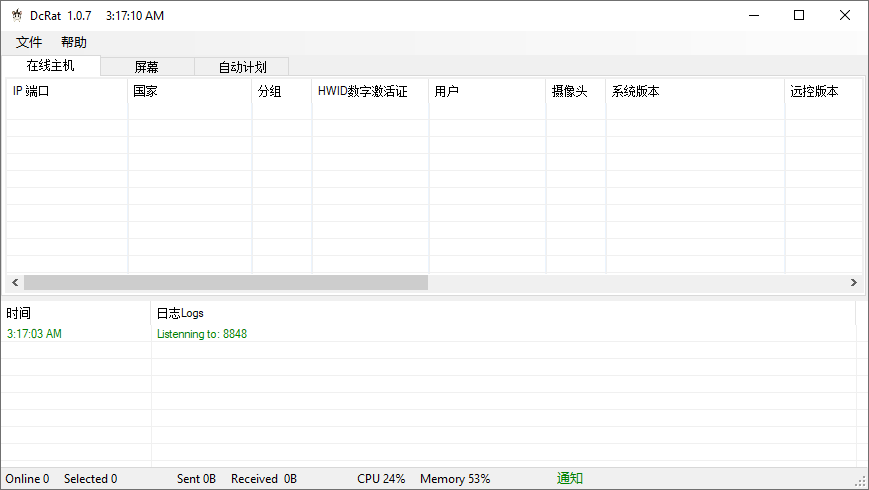 DcRat 1.0.7 3:17:10 AM
文件 帮助
在线主机 屏幕 自动计划
IP 端口 国家 分组 HWID数字激活证 用户 摄像头 系统版本 远控版本
时间 日志Logs
3:17:03 AM Listenning to: 8848
Online 0 Selected 0 Sent 0B Received 0B CPU 24% Memory 53% 通知